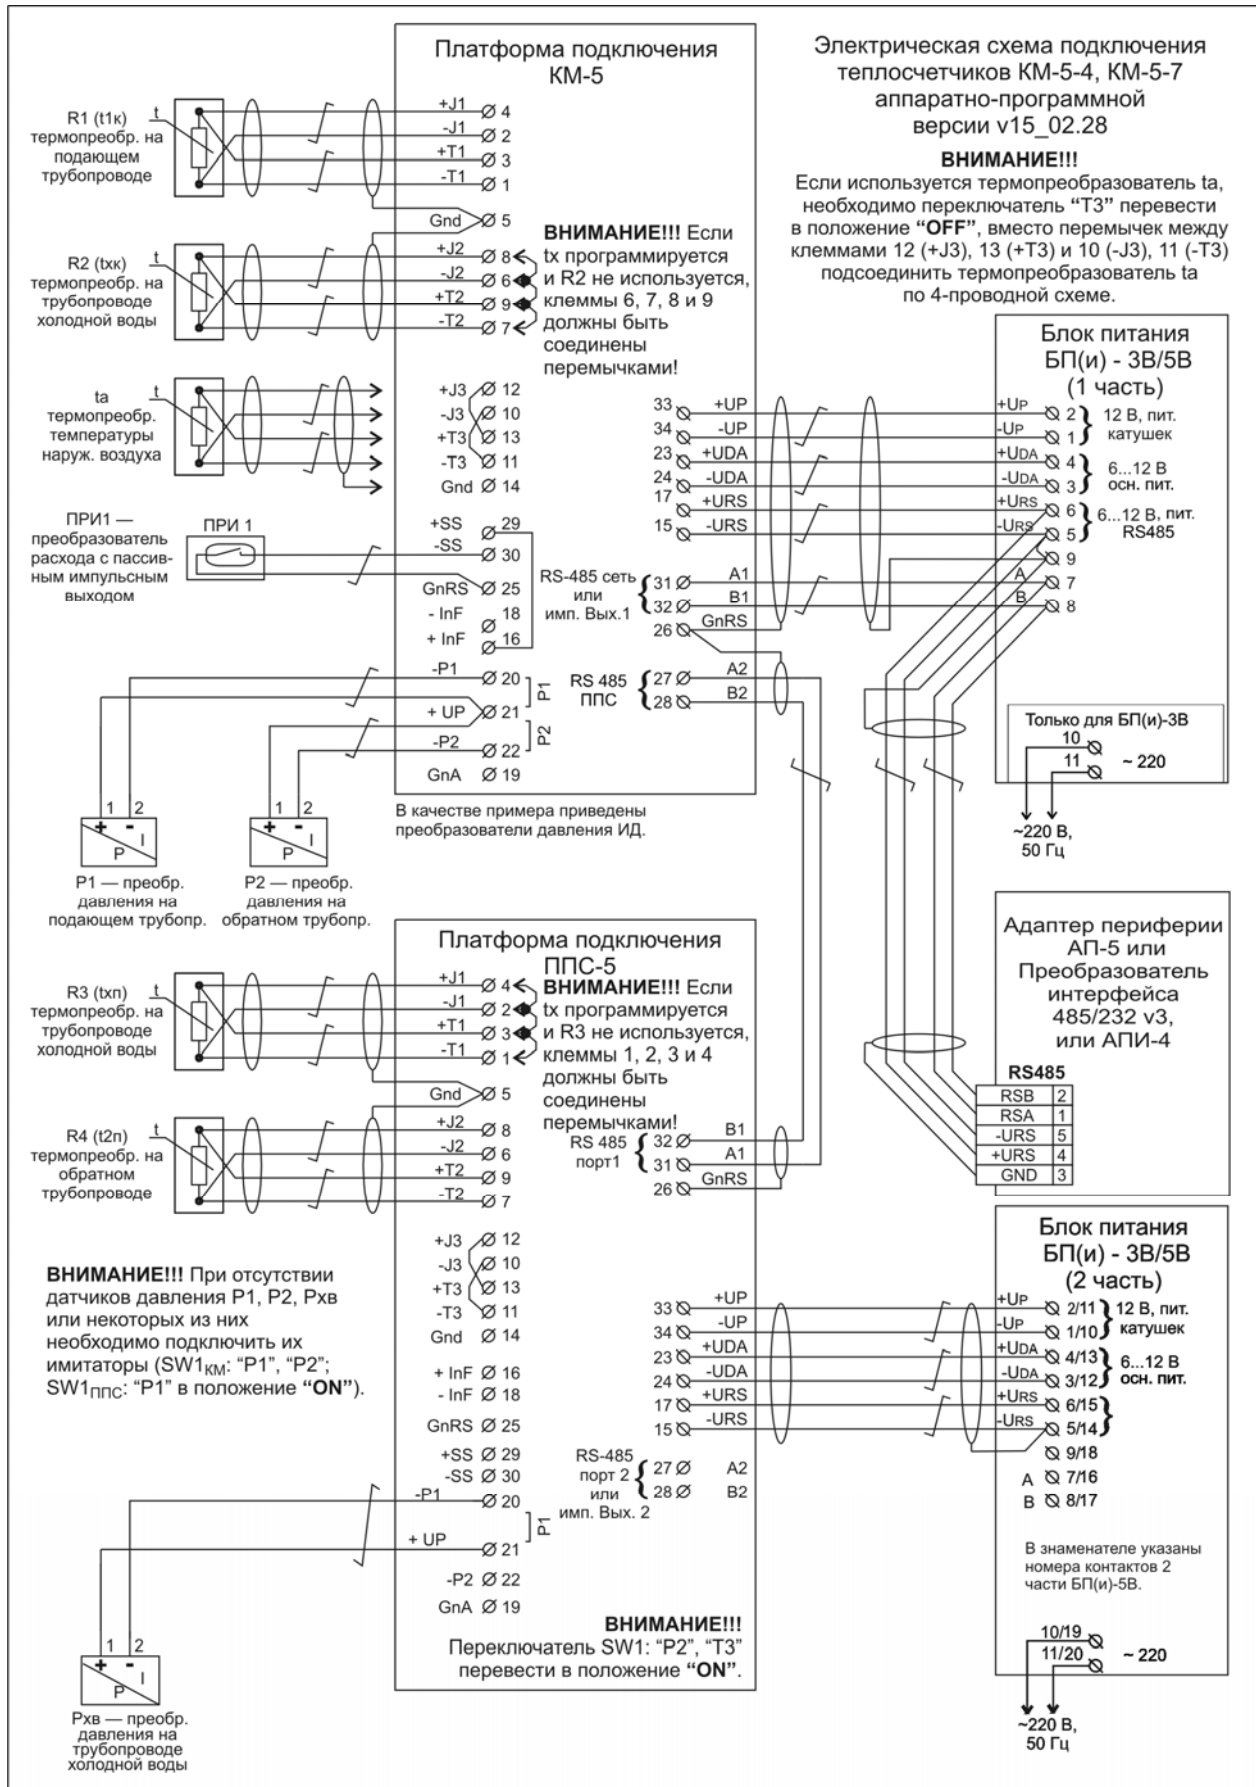 Электрическая схема подключения
теплосчетчиков КМ-5-4, КМ-5-7
аппаратно-программной
версии v15_02.28
ВНИМАНИЕ!!!
Если используется термопреобразователь ta,
необходимо переключатель “Т3” перевести
в положение “OFF”, вместо перемычек между
клеммами 12 (+J3), 13 (+T3) и 10 (-J3), 11 (-T3)
подсоединить термопреобразователь ta
по 4-проводной схеме.
Платформа подключения
КМ-5
R1 (t1к)
термопреобр. на
подающем
трубопроводе
t
+J1
4
-J1
2
+T1
3
-T1
1
Gnd
5
R2 (txк)
термопреобр. на
трубопроводе
холодной воды
t
+J2
8
-J2
6
+T2
9
-T2
7
ВНИМАНИЕ!!! Если
tx программируется
и R2 не используется,
клеммы 6, 7, 8 и 9
должны быть
соединены
перемычками!
ta
термопреобр.
температуры
наруж. воздуха
t
+J3
12
-J3
10
+T3
13
-T3
11
Gnd
14
ПРИ1 —
преобразователь
расхода с пассив-
ным импульсным
выходом
ПРИ 1
+SS
29
-SS
30
GnRS
25
- InF
18
+ InF
16
-P1
20
+ UP
21
-P2
22
GnA
19
P1
P2
33
+UP
34
-UP
23
+UDA
24
-UDA
17
+URS
15
-URS
RS-485 сеть
или
имп. Вых.1
31
A1
32
B1
26
GnRS
RS 485
ППС
27
A2
28
B2
В качестве примера приведены
преобразователи давления ИД.
1
2
+
-
I
P
P1 — преобр.
давления на
подающем трубопр.
1
2
+
-
I
P
P2 — преобр.
давления на
обратном трубопр.
Блок питания
БП(и) - 3В/5В
(1 часть)
+UP
2
-UP
1
12 В, пит.
катушек
+UDA
4
-UDA
3
6...12 В
осн. пит.
+URS
6
-URS
5
6...12 В, пит.
RS485
9
A
7
B
8
Только для БП(и)-3В
10
11
~ 220
~220 В,
50 Гц
Адаптер периферии
АП-5 или
Преобразователь
интерфейса
485/232 v3,
или АПИ-4
RS485
RSB 2
RSA 1
-URS 5
+URS 4
GND 3
Платформа подключения
ППС-5
R3 (txп)
термопреобр. на
трубопроводе
холодной воды
t
+J1
4
-J1
2
+T1
3
-T1
1
Gnd
5
ВНИМАНИЕ!!! Если
tx программируется
и R3 не используется,
клеммы 1, 2, 3 и 4
должны быть
соединены
перемычками!
R4 (t2п)
термопреобр. на
обратном
трубопроводе
t
+J2
8
-J2
6
+T2
9
-T2
7
RS 485
порт1
32
B1
31
A1
26
GnRS
ВНИМАНИЕ!!! При отсутствии
датчиков давления P1, P2, Pхв
или некоторых из них
необходимо подключить их
имитаторы (SW1КМ: “P1”, “P2”;
SW1ППС: “P1” в положение “ON”).
+J3
12
-J3
10
+T3
13
-T3
11
Gnd
14
+ InF
16
- InF
18
GnRS
25
+SS
29
-SS
30
-P1
20
+ UP
21
P1
-P2
22
GnA
19
33
+UP
34
-UP
23
+UDA
24
-UDA
17
+URS
15
-URS
RS-485
порт 2
или
имп. Вых. 2
27
A2
28
B2
ВНИМАНИЕ!!!
Переключатель SW1: “P2”, “T3”
перевести в положение “ON”.
1
2
+
-
I
P
Pхв — преобр.
давления на
трубопроводе
холодной воды
Блок питания
БП(и) - 3В/5В
(2 часть)
+UP
2/11
-UP
1/10
12 В, пит.
катушек
+UDA
4/13
-UDA
3/12
6...12 В
осн. пит.
+URS
6/15
-URS
5/14
9/18
A
7/16
B
8/17
В знаменателе указаны
номера контактов 2
части БП(и)-5В.
10/19
11/20
~ 220
~220 В,
50 Гц